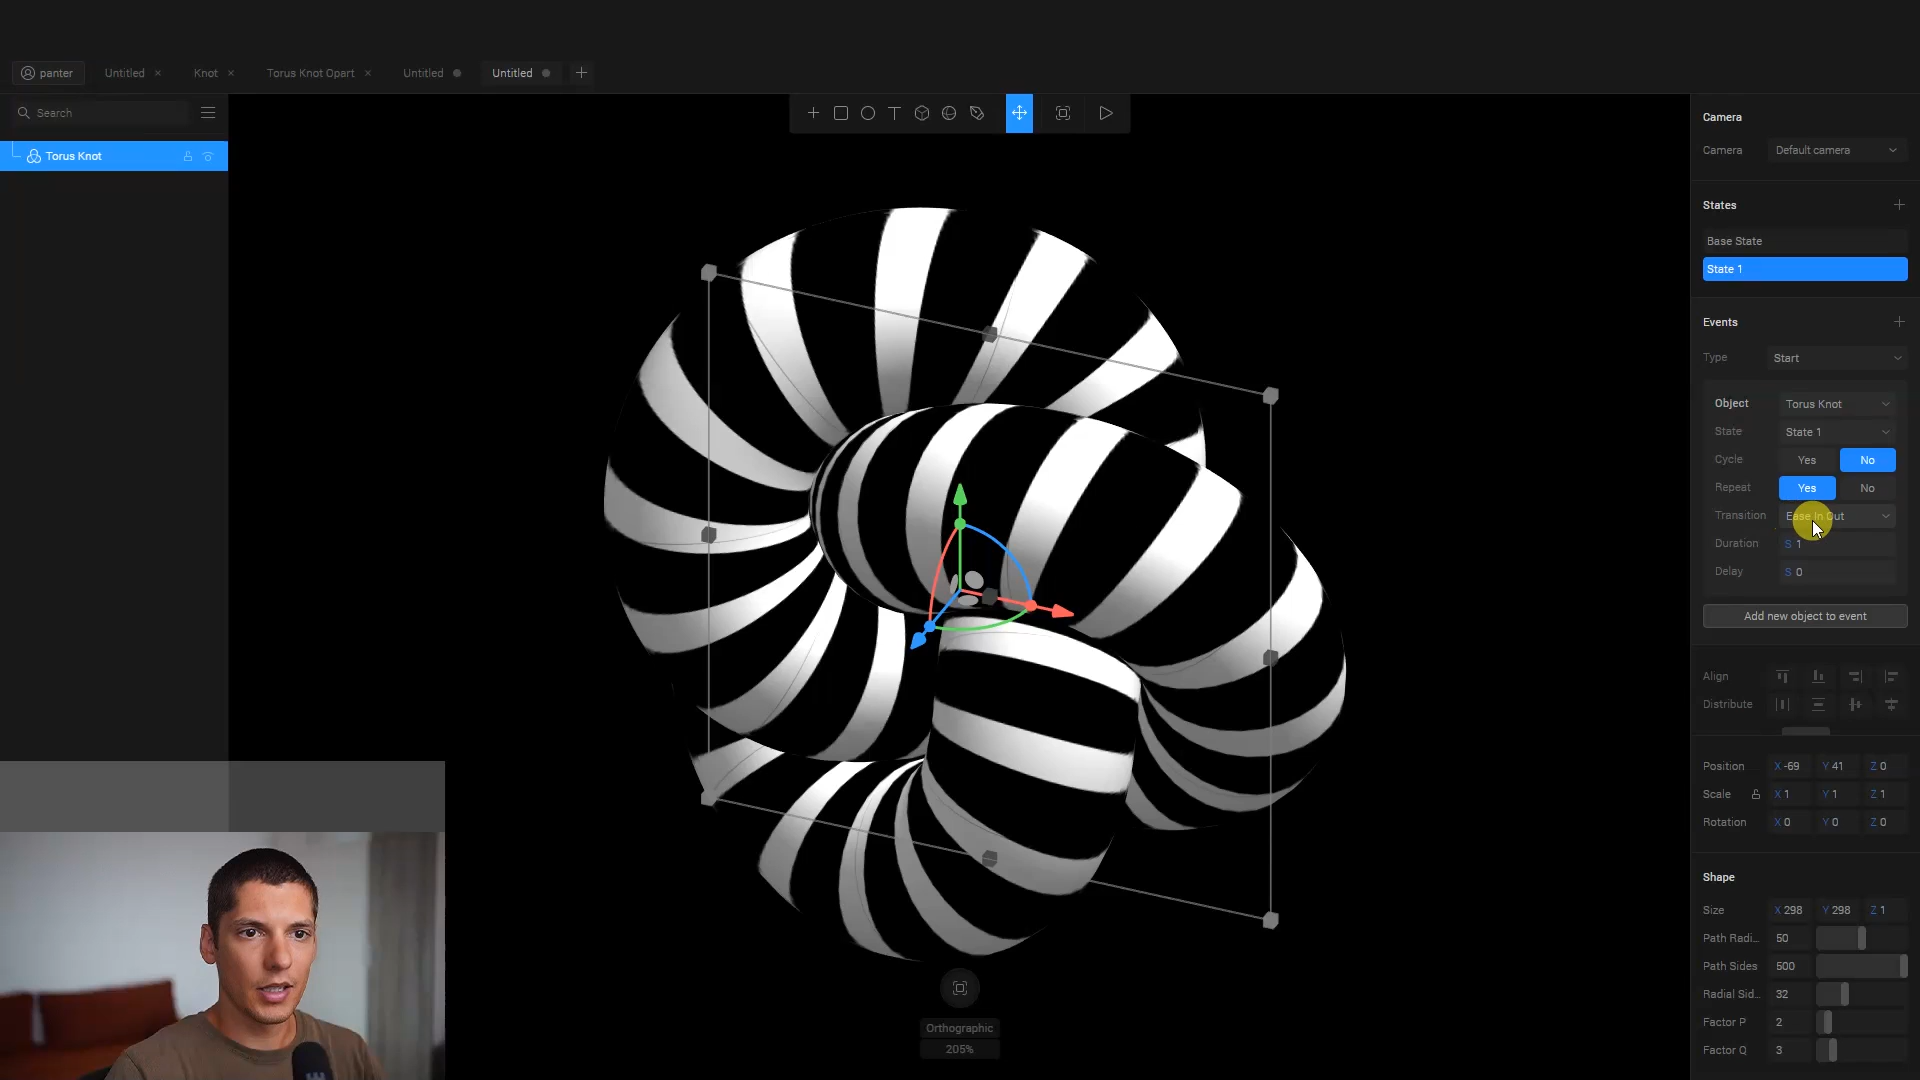 panter Untitled × Knot × Torus Knot Opart × Untitled Untitled +
Search
Torus Knot
T
Camera
Camera Default camera
States +
Base State
State 1
Events +
Type Start
Object Torus Knot
State State 1
Cycle Yes No
Repeat Yes No
Transition Ease In Out
Duration S 1
Delay S 0
Add new object to event
Align
Distribute
Position X -69 Y 41 Z 0
Scale X 1 Y 1 Z 1
Rotation X 0 Y 0 Z 0
Shape
Size X 298 Y 298 Z 1
Path Radi... 50
Path Sides 500
Radial Sid... 32
Factor P 2
Factor Q 3
Orthographic
205%